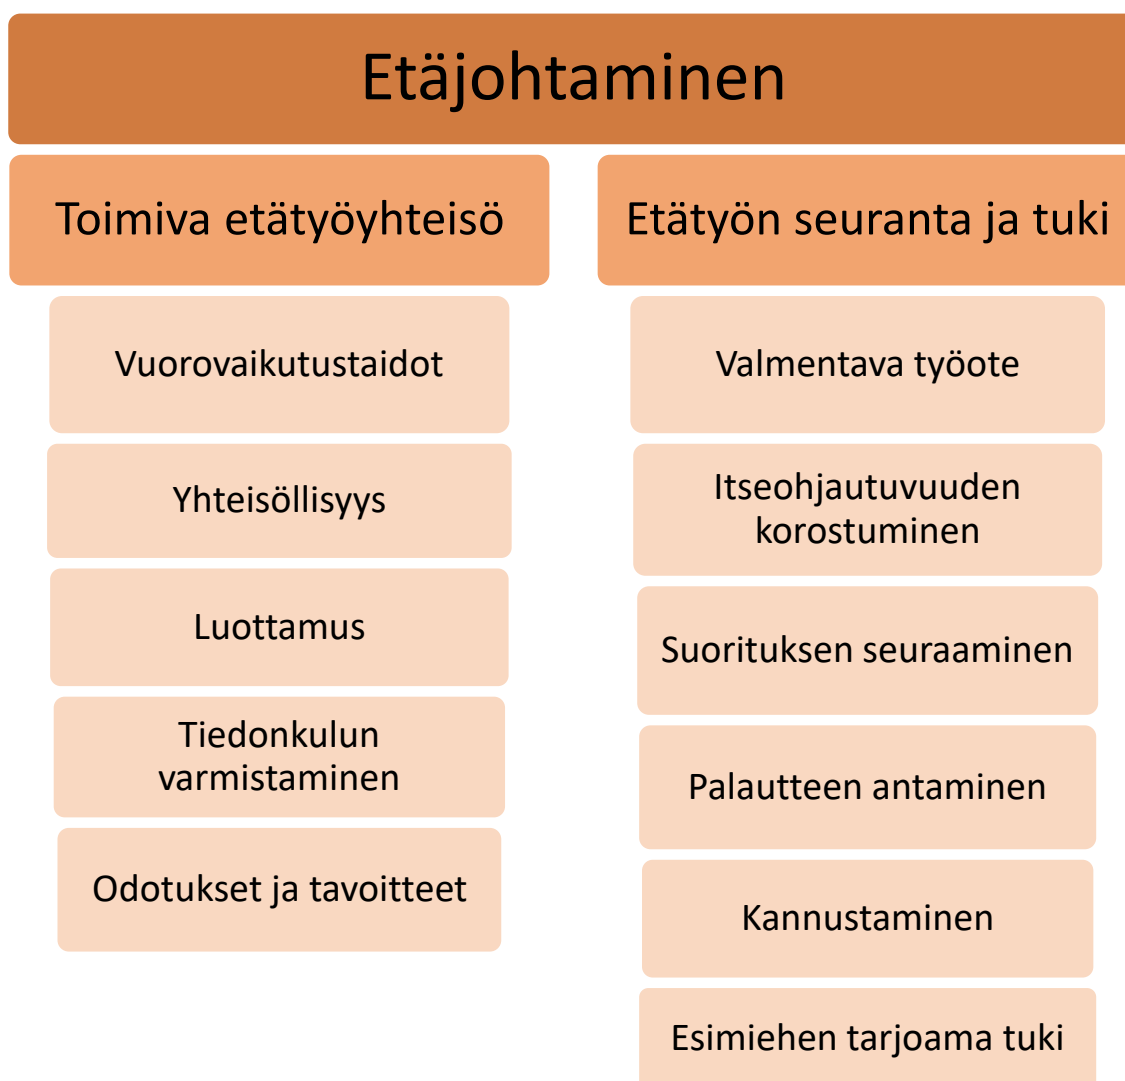 Etäjohtaminen
Toimiva etätyöyhteisö
Vuorovaikutustaidot
Yhteisöllisyys
Luottamus
Tiedonkulun
varmistaminen
Odotukset ja tavoitteet
Etätyön seuranta ja tuki
Valmentava työote
Itseohjautuvuuden
korostuminen
Suorituksen seuraaminen
Palautteen antaminen
Kannustaminen
Esimiehen tarjoama tuki